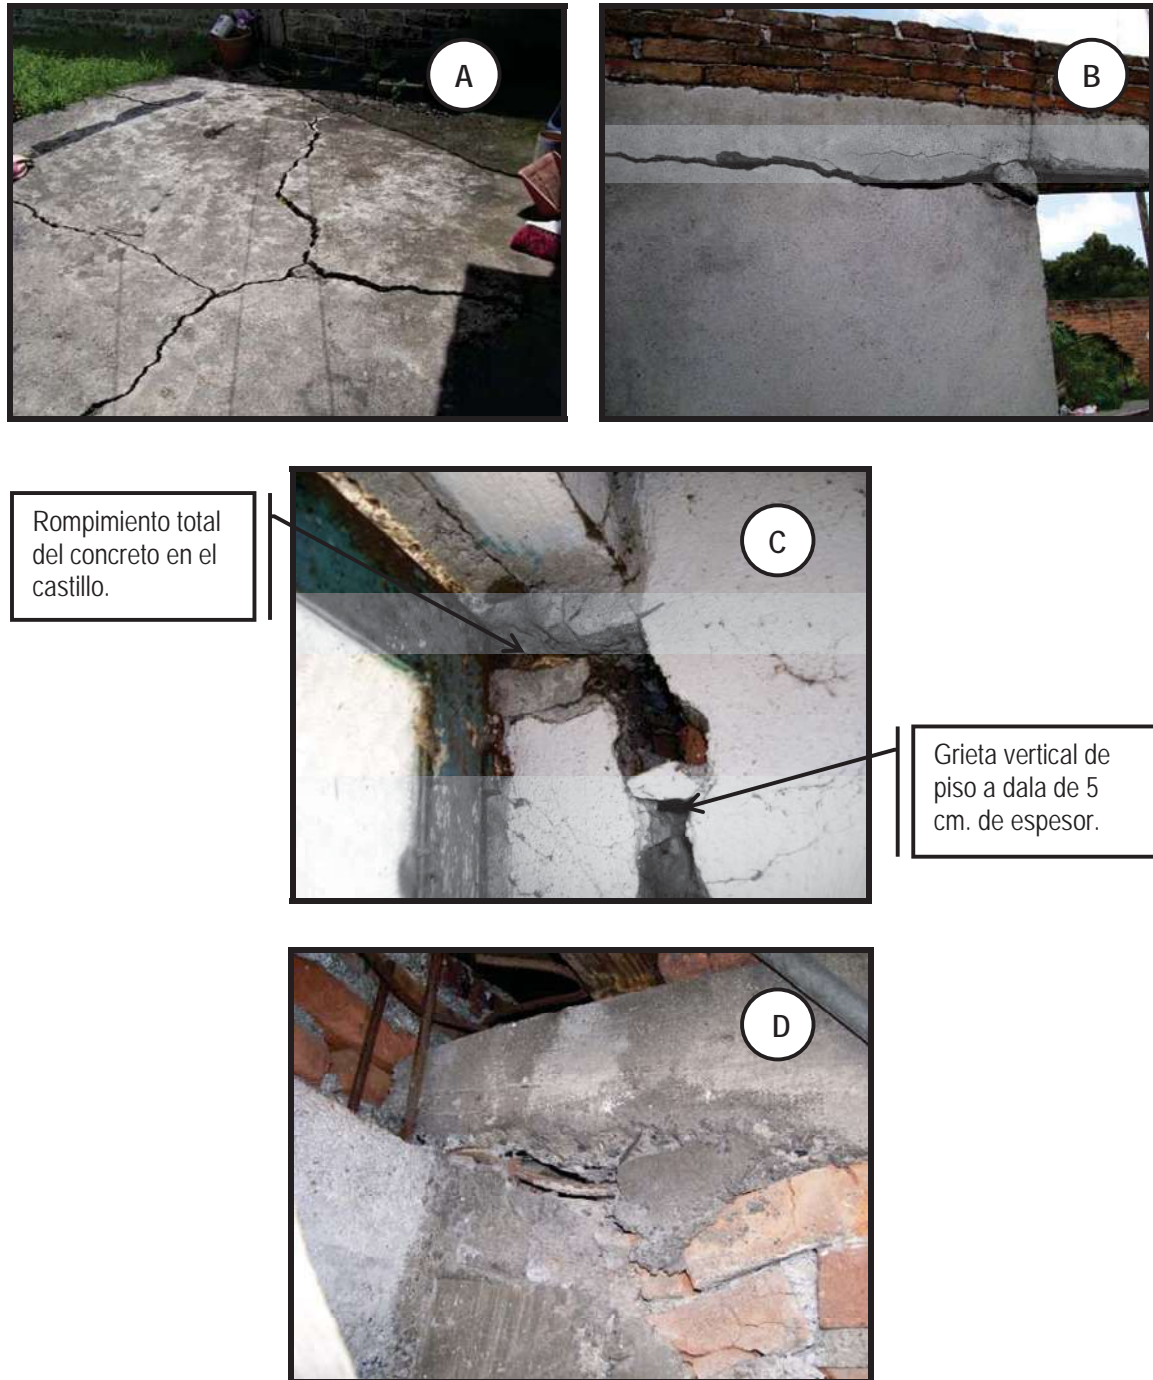 A
B
Rompimiento total
del concreto en el
castillo.
C
Grieta vertical de
piso a dala de 5
cm. de espesor.
D